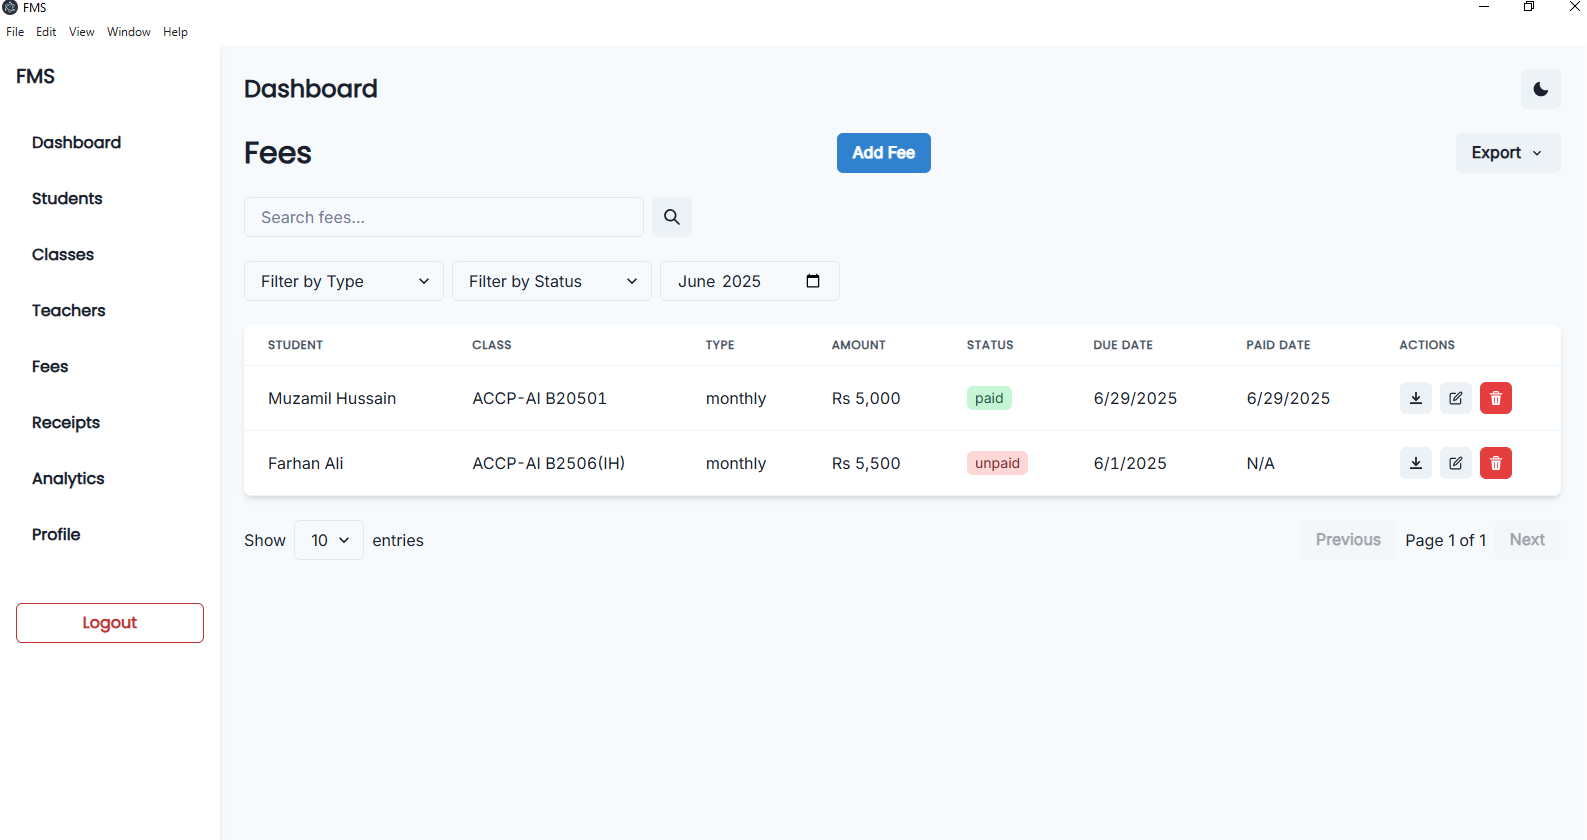 FMS
File Edit View Window Help
FMS
Dashboard
Students
Classes
Teachers
Fees
Receipts
Analytics
Profile
Logout
Dashboard
Fees Add Fee Export
Search fees...
Filter by Type Filter by Status June 2025
STUDENT CLASS TYPE AMOUNT STATUS DUE DATE PAID DATE ACTIONS
Muzamil Hussain ACCP-AI B20501 monthly Rs 5,000 paid 6/29/2025 6/29/2025
Farhan Ali ACCP-AI B2506(IH) monthly Rs 5,500 unpaid 6/1/2025 N/A
Show 10 entries Previous Page 1 of 1 Next